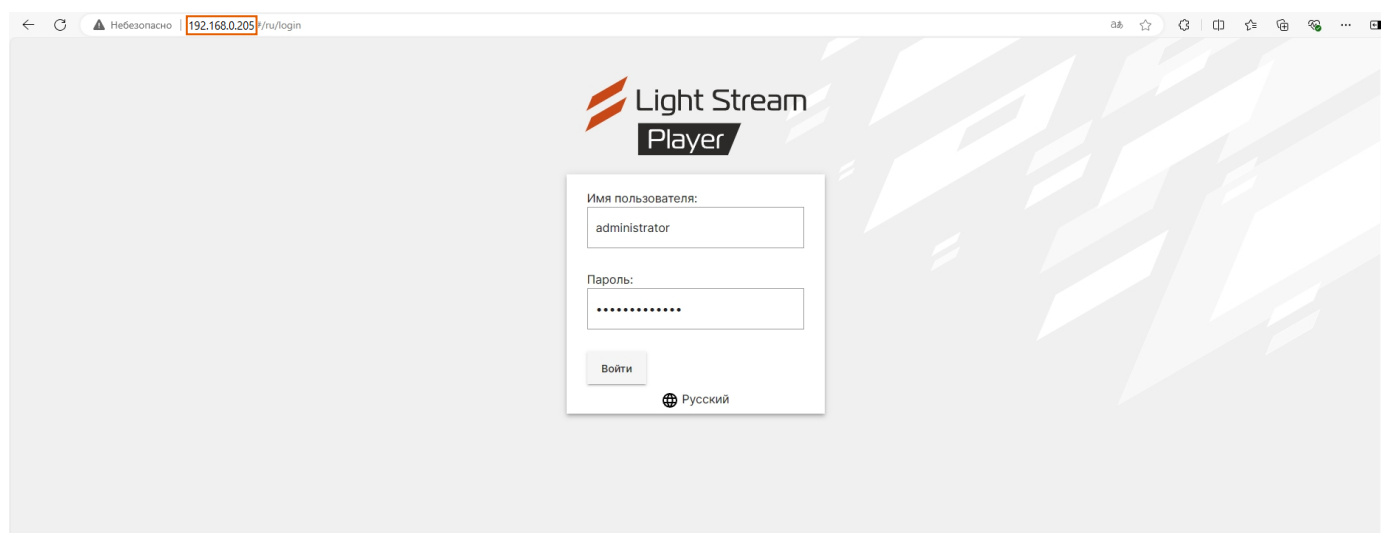 Небезопасно 192.168.0.205/#/ru/login
Light Stream
Player
Имя пользователя:
administrator
Пароль:
•••••••••••••
Войти
Русский